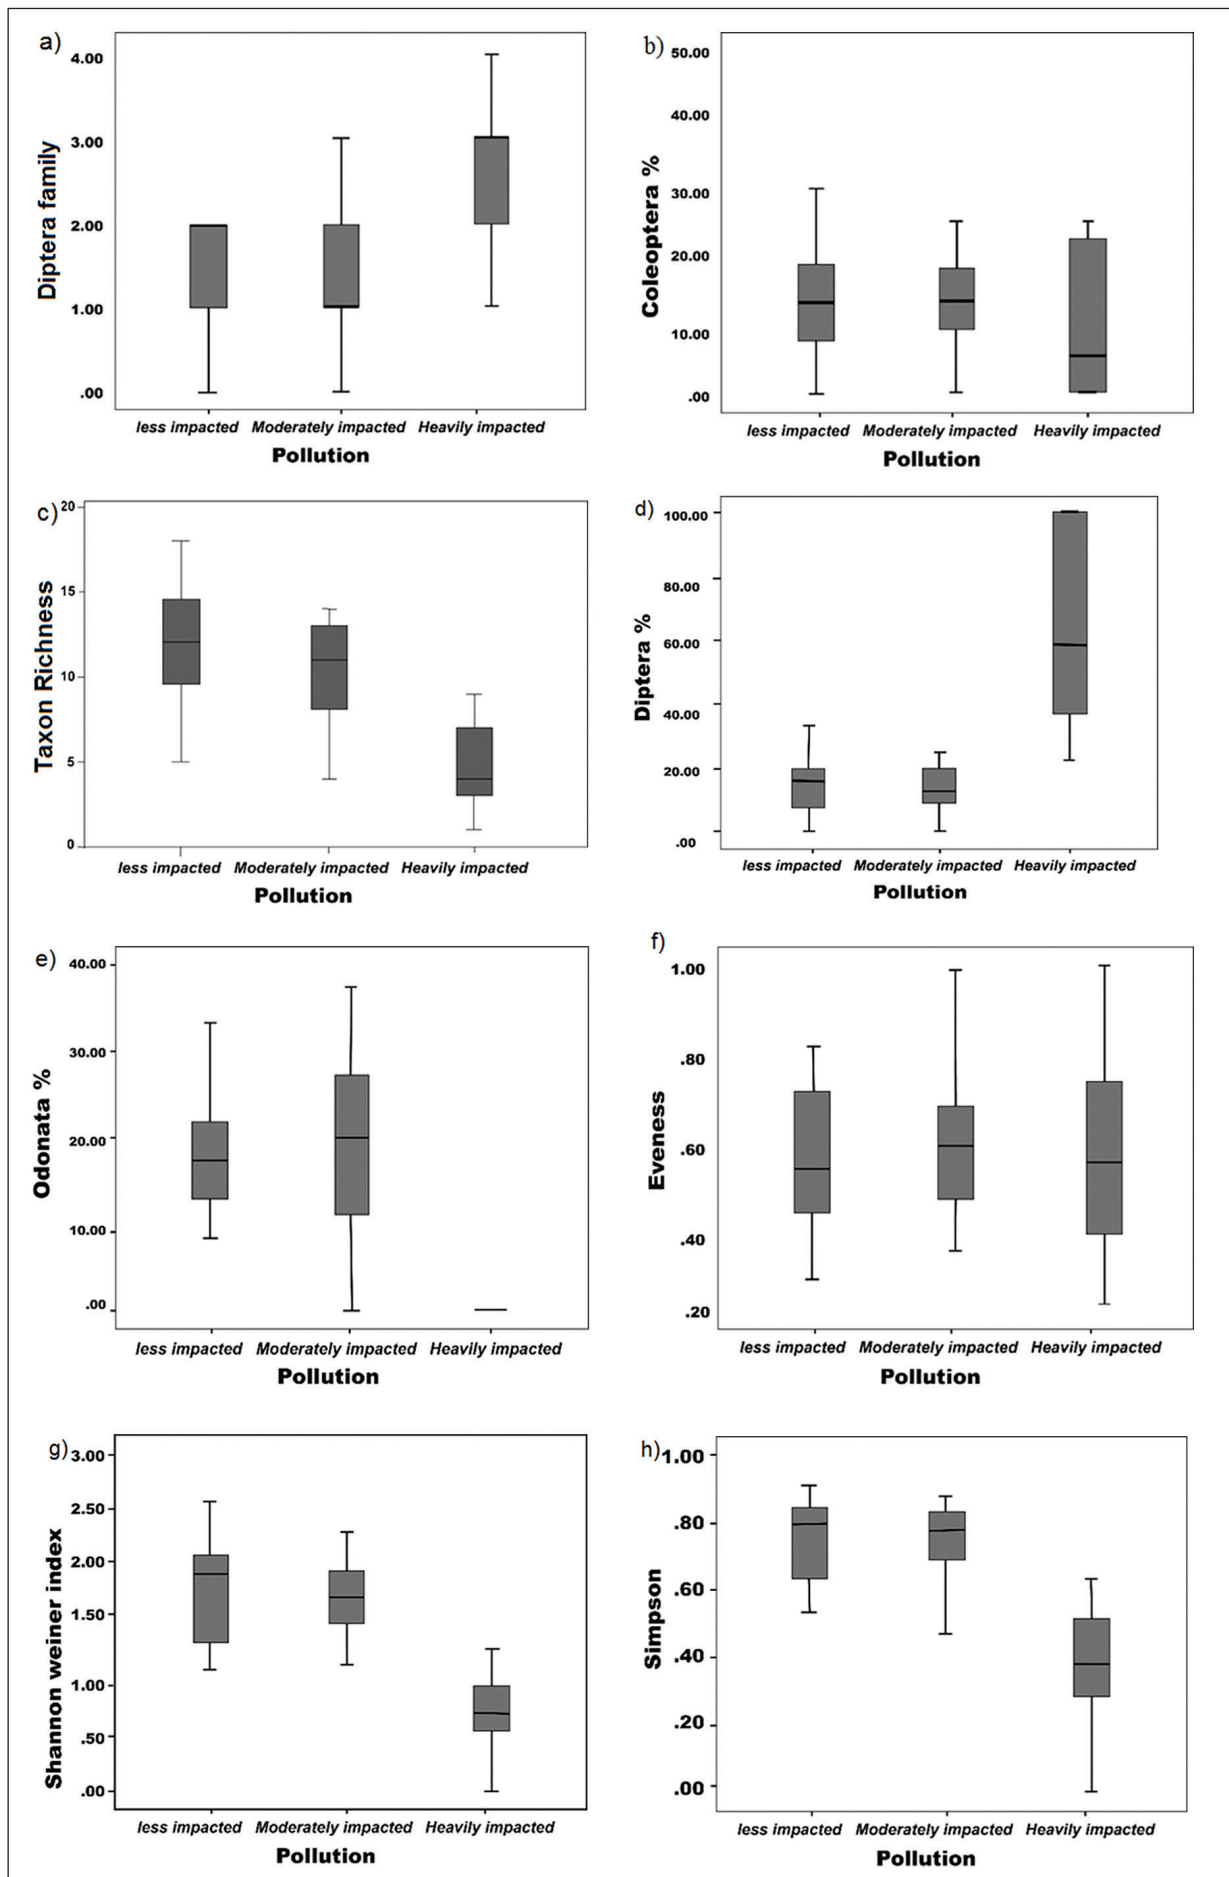 a)
4.00
3.00
2.00
1.00
.00
Diptera family
less impacted Moderately impacted Heavily impacted
Pollution
b)
50.00
40.00
30.00
20.00
10.00
.00
Coleoptera %
less impacted Moderately impacted Heavily impacted
Pollution
c)
20
15
10
5
0
Taxon Richness
less impacted Moderately impacted Heavily impacted
Pollution
d)
100.00
80.00
60.00
40.00
20.00
.00
Diptera %
less impacted Moderately impacted Heavily impacted
Pollution
e)
40.00
30.00
20.00
10.00
.00
Odonata %
less impacted Moderately impacted Heavily impacted
Pollution
f)
1.00
.80
.60
.40
.20
Eveness
less impacted Moderately impacted Heavily impacted
Pollution
g)
3.00
2.50
2.00
1.50
1.00
.50
.00
Shannon weiner index
less impacted Moderately impacted Heavily impacted
Pollution
h)
1.00
.80
.60
.40
.20
.00
Simpson
less impacted Moderately impacted Heavily impacted
Pollution